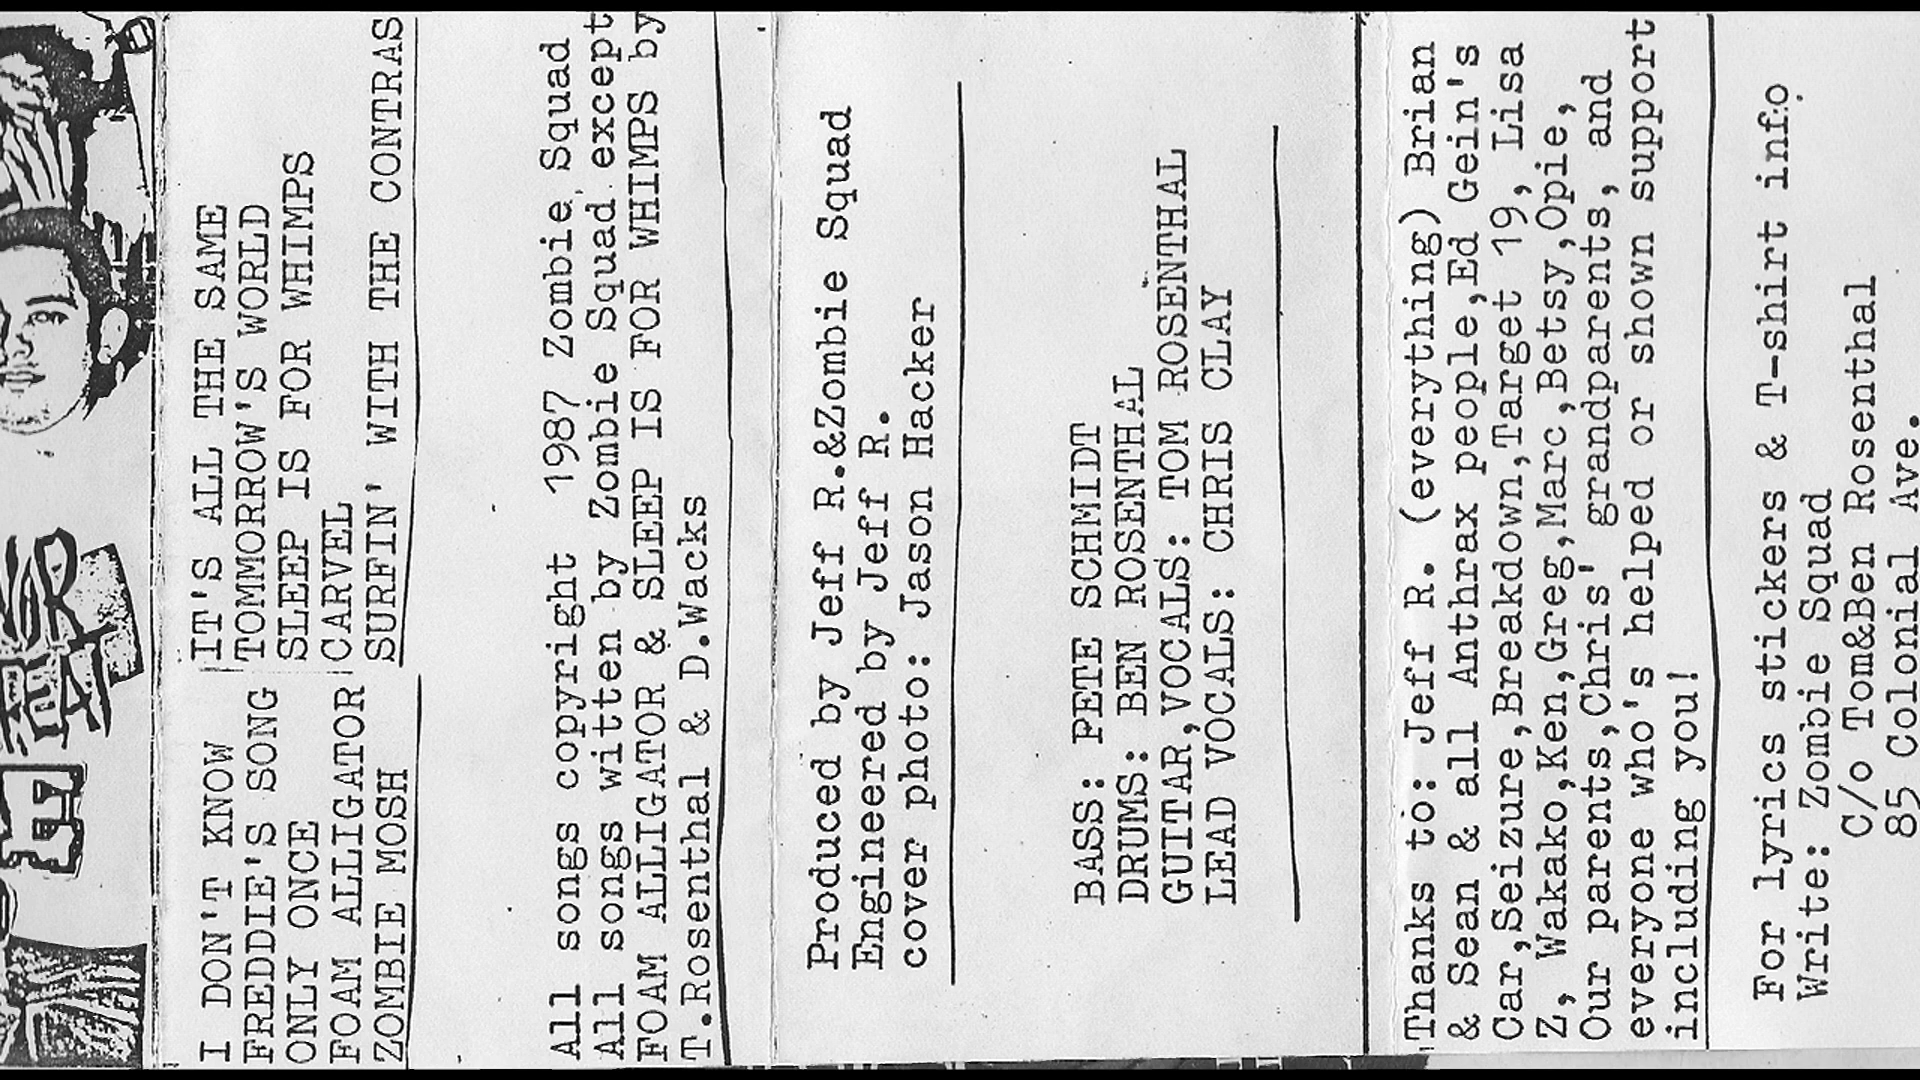 I DON'T KNOW
FREDDIE'S SONG
ONLY ONCE
FOAM ALLIGATOR
ZOMBIE MOSH
IT'S ALL THE SAME
TOMMORROW'S WORLD
SLEEP IS FOR WHIMPS
CARVEL
SURFIN' WITH THE CONTRAS
All songs copyright 1987 Zombie Squad
All songs written by Zombie Squad except
FOAM ALLIGATOR & SLEEP IS FOR WHIMPS by
T.Rosenthal & D.Wacks
Produced by Jeff R.&Zombie Squad
Engineered by Jeff R.
cover photo: Jason Hacker
BASS: PETE SCHMIDT
DRUMS: BEN ROSENTHAL
GUITAR,VOCALS: TOM ROSENTHAL
LEAD VOCALS: CHRIS CLAY
Thanks to: Jeff R. (everything) Brian
& Sean & all Anthrax people,Ed Gein's
Car,Seizure,Breakdown,Target 19, Lisa
Z, Wakako,Ken,Greg,Marc,Betsy,Opie,
Our parents,Chris' grandparents, and
everyone who's helped or shown support
including you!
For lyrics stickers & T-shirt info
Write: Zombie Squad
C/o Tom&Ben Rosenthal
85 Colonial Ave.